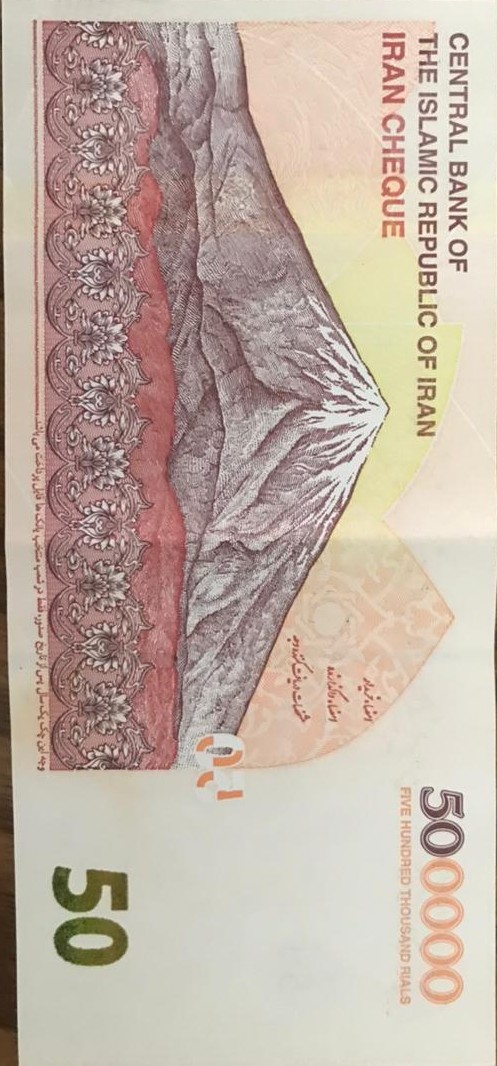 CENTRAL BANK OF
THE ISLAMIC REPUBLIC OF IRAN
IRAN CHEQUE
500000
FIVE HUNDRED THOUSAND RIALS
امضاء خریدار
امضاء واگذارنده
مشخصات دریافت کننده وجه
50
50
وجه این چک یک سال پس از تاریخ صدور، فقط در شعب منتخب بانک ها قابل پرداخت می باشد.